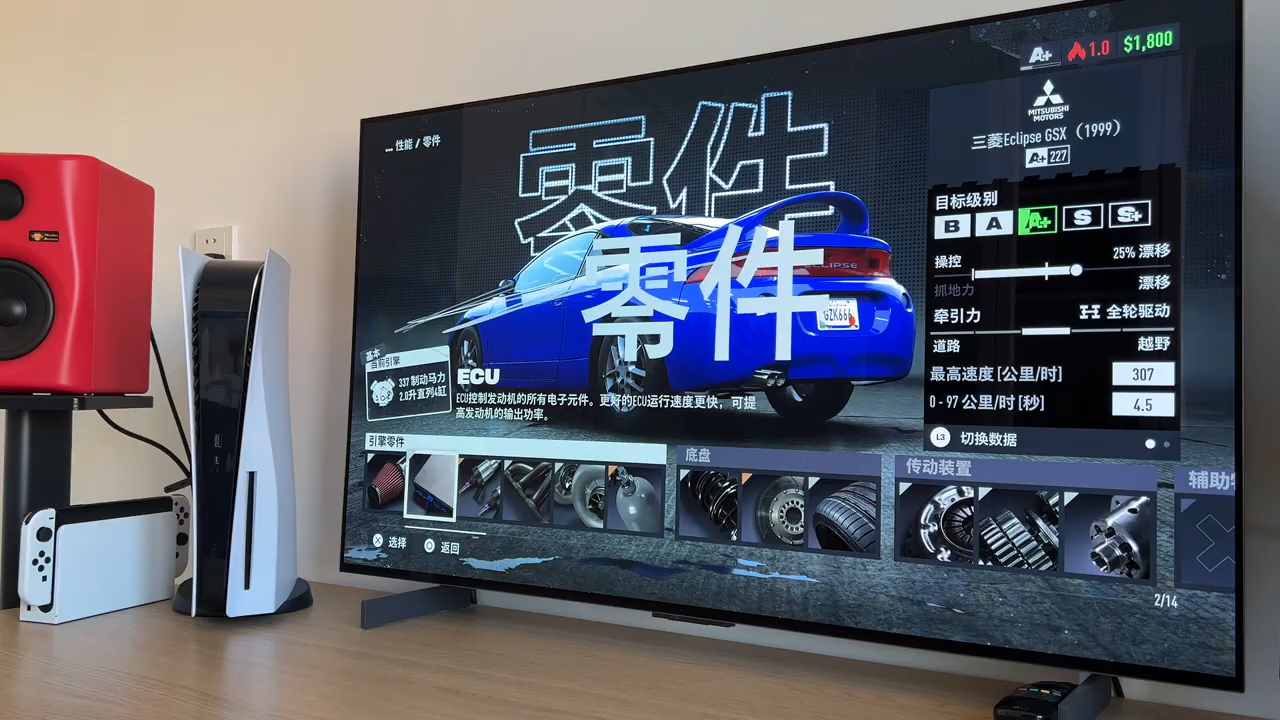 A+ 1.0 $1,800
... 性能 / 零件
MITSUBISHI
MOTORS
三菱Eclipse GSX（1999）
A+ 227
零件
零件
ECLIPSE
GZK666
目标级别
B A A+ S S+
操控 25% 漂移
抓地力 漂移
牵引力 全轮驱动
道路 越野
最高速度 [公里/时] 307
0 - 97 公里/时 [秒] 4.5
L3 切换数据
基本
当前引擎
337 制动马力
2.0升直列4缸
ECU
ECU控制发动机的所有电子元件。更好的ECU运行速度更快，可提
高发动机的输出功率。
引擎零件
底盘
传动装置
辅助
选择
返回
2/14